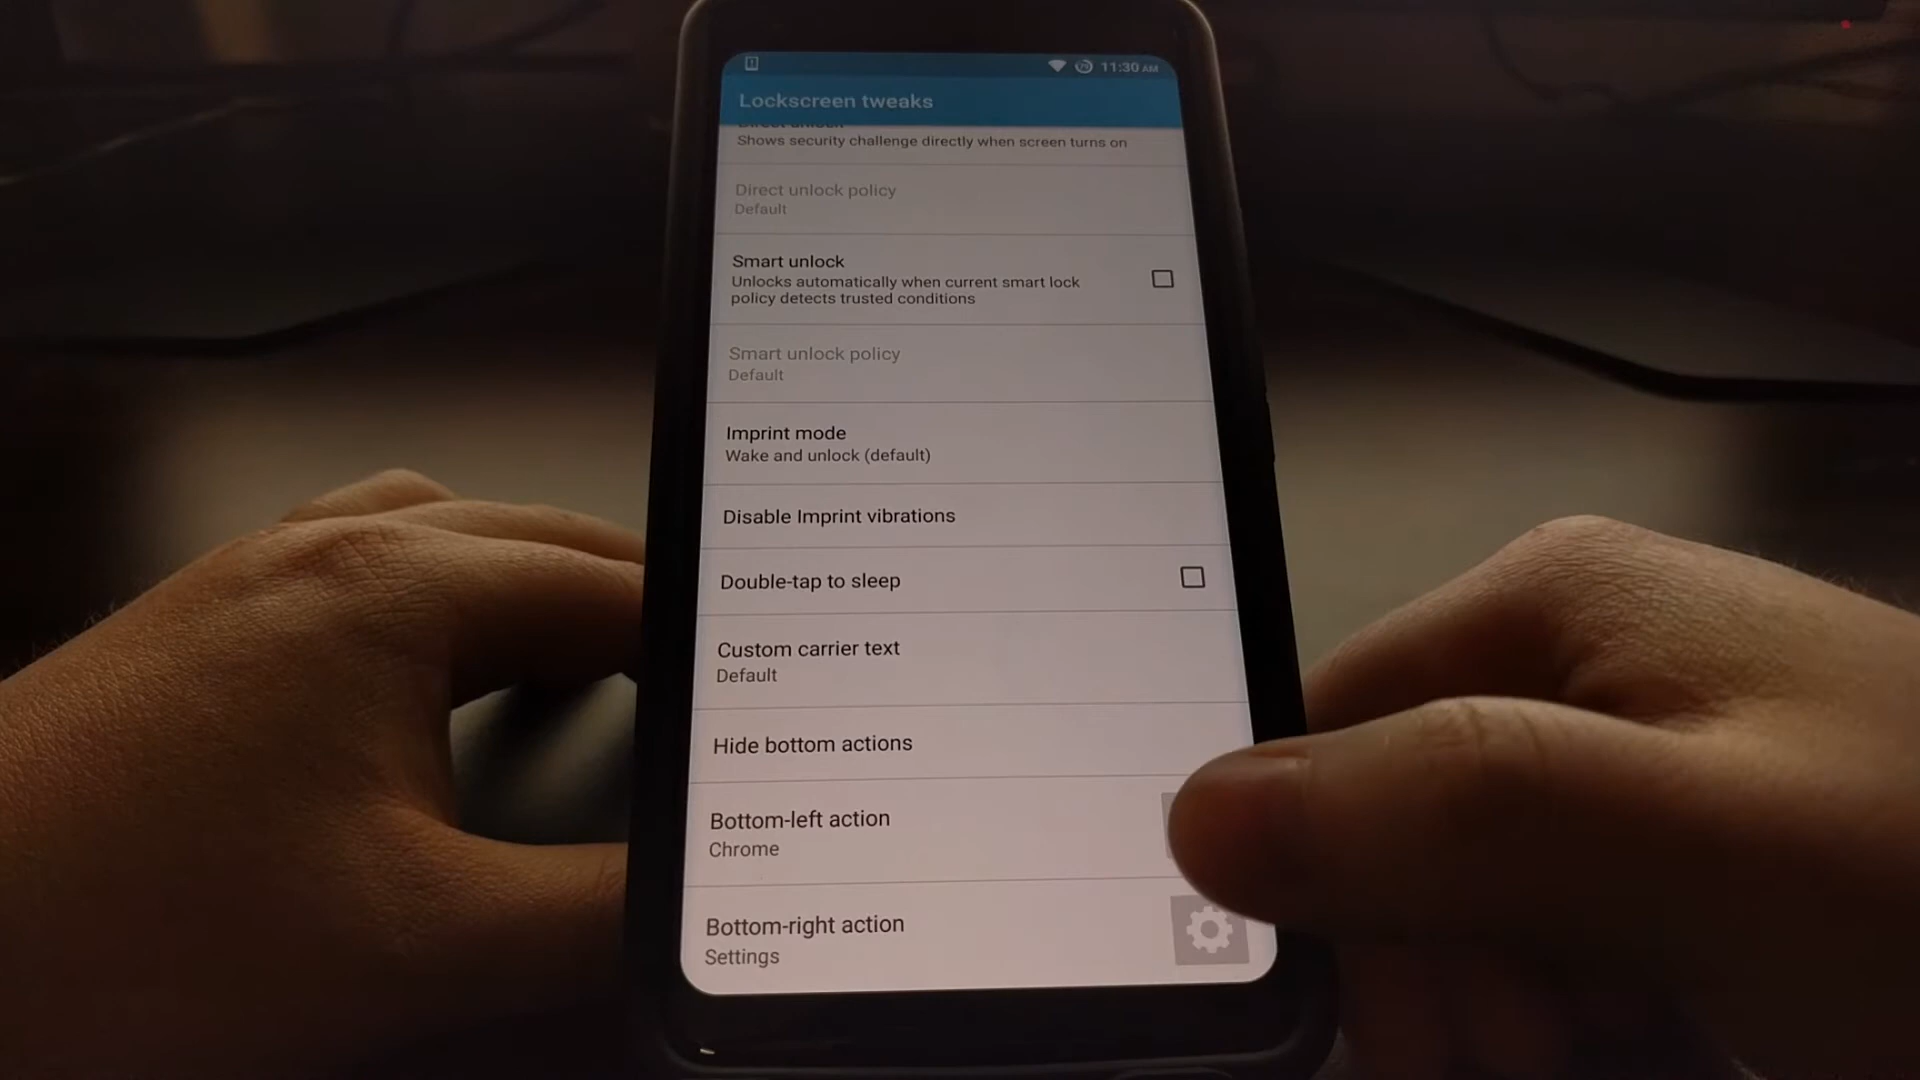 11:30 AM
Lockscreen tweaks
Direct unlock
Shows security challenge directly when screen turns on
Direct unlock policy
Default
Smart unlock
Unlocks automatically when current smart lock
policy detects trusted conditions
Smart unlock policy
Default
Imprint mode
Wake and unlock (default)
Disable Imprint vibrations
Double-tap to sleep
Custom carrier text
Default
Hide bottom actions
Bottom-left action
Chrome
Bottom-right action
Settings